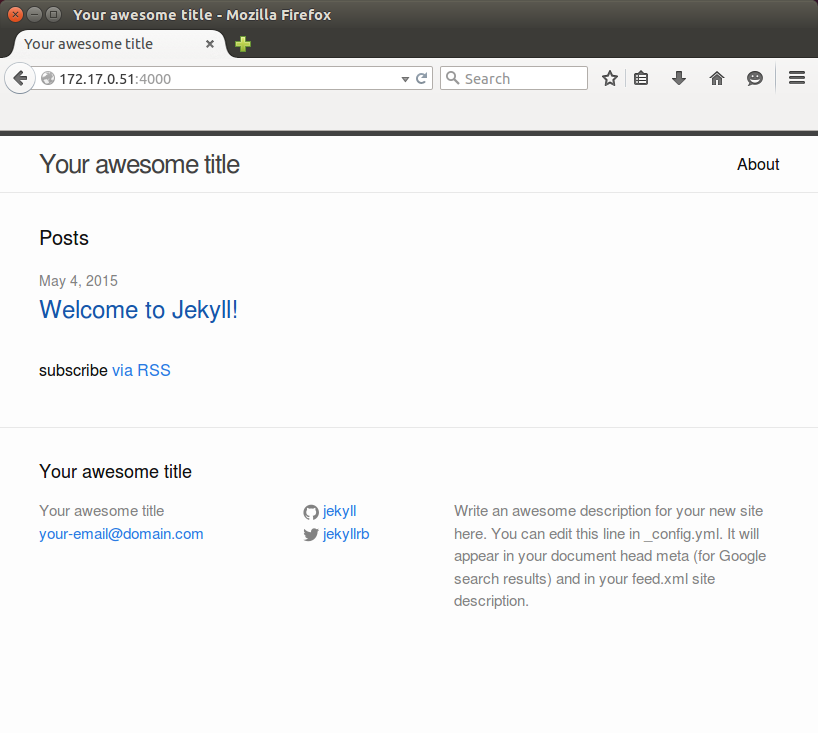 Your awesome title - Mozilla Firefox
Your awesome title
172.17.0.51:4000
Search
Your awesome title
About
Posts
May 4, 2015
Welcome to Jekyll!
subscribe via RSS
Your awesome title
Your awesome title
your-email@domain.com
jekyll
jekyllrb
Write an awesome description for your new site
here. You can edit this line in _config.yml. It will
appear in your document head meta (for Google
search results) and in your feed.xml site
description.